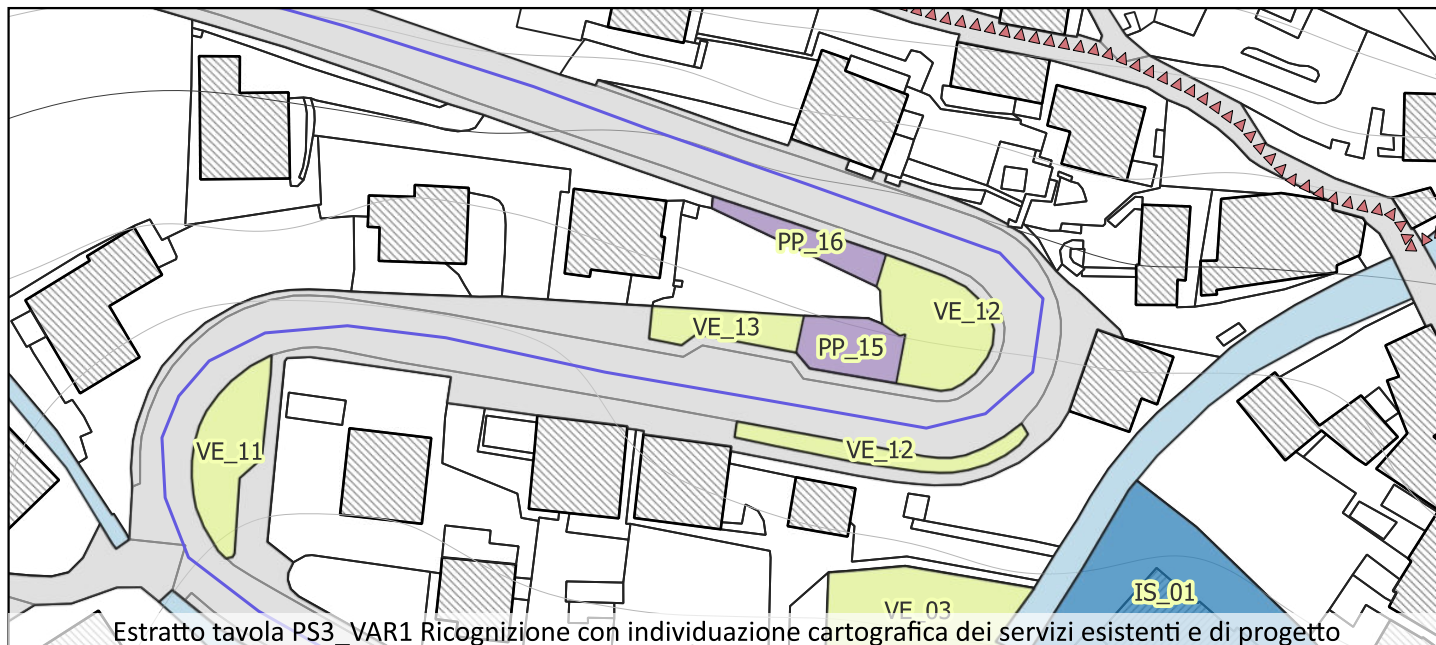 PP_16
VE_12
VE_13
PP_15
VE_11
VE_12
IS_01
VE_03
Estratto tavola PS3_VAR1 Ricognizione con individuazione cartografica dei servizi esistenti e di progetto